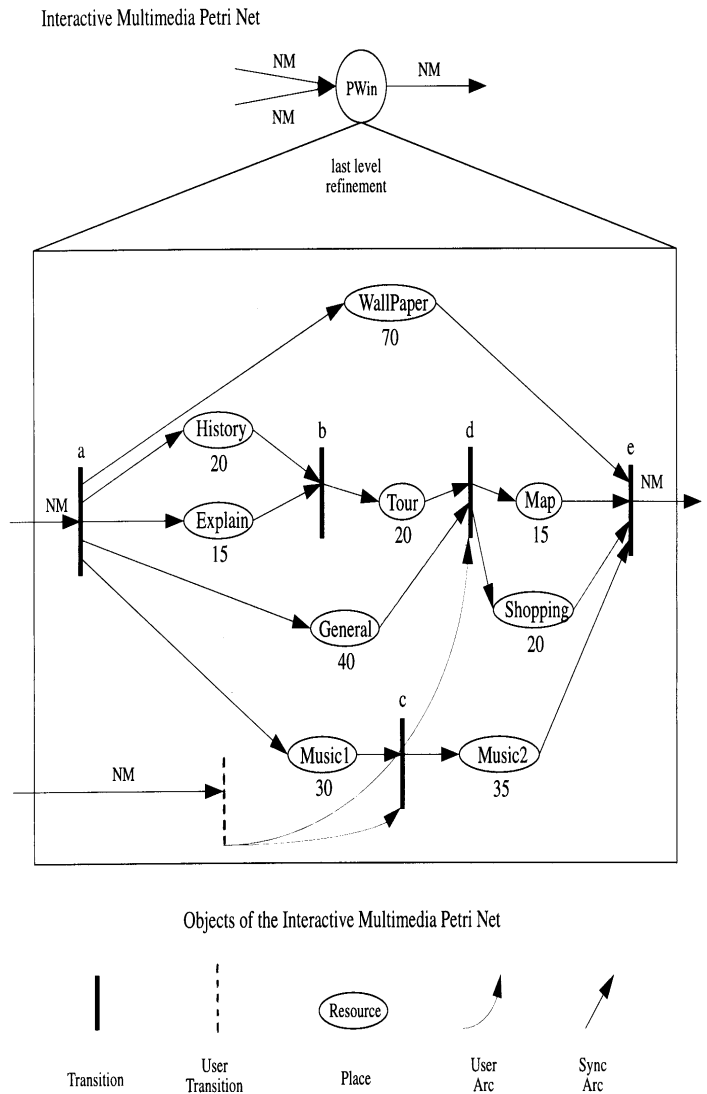 Interactive Multimedia Petri Net
NM
NM
PWin
NM
last level
refinement
WallPaper
70
a
History
20
b
d
e
NM
Explain
15
Tour
20
Map
15
NM
General
40
Shopping
20
c
NM
Music1
30
Music2
35
Objects of the Interactive Multimedia Petri Net
Resource
Transition
User
Transition
Place
User
Arc
Sync
Arc